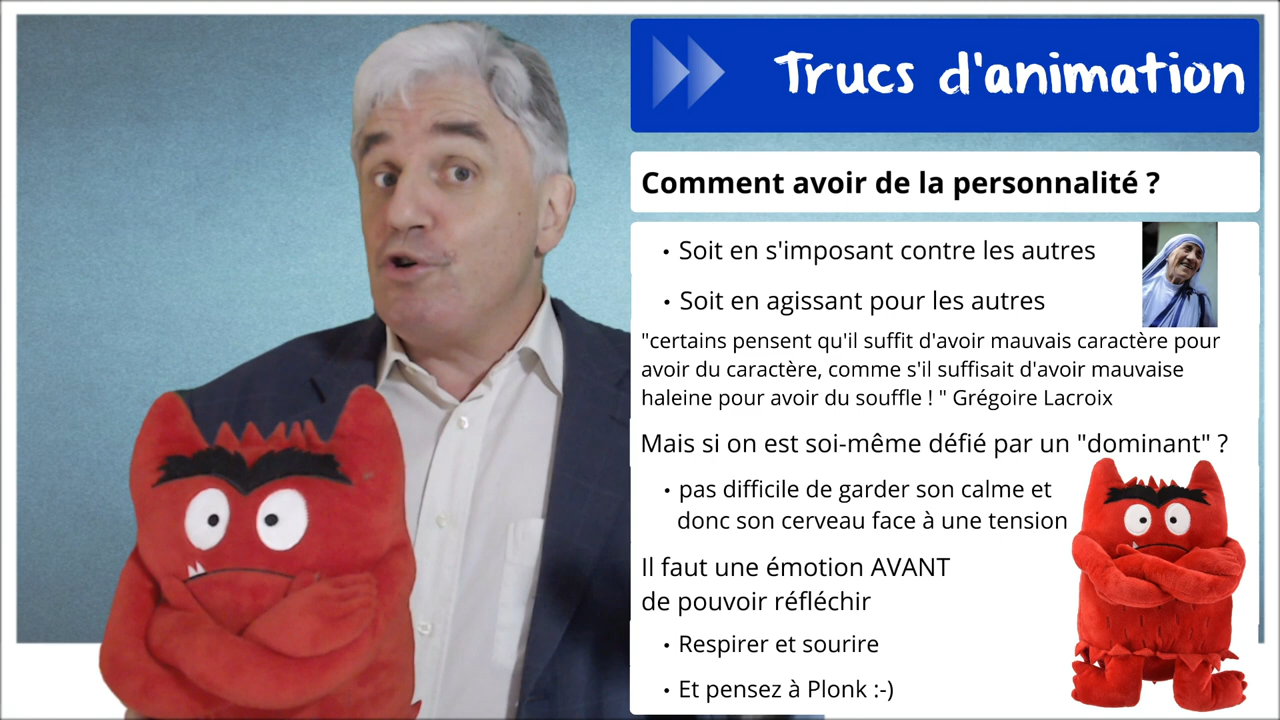 Trucs d'animation
Comment avoir de la personnalité ?
• Soit en s'imposant contre les autres
• Soit en agissant pour les autres
"certains pensent qu'il suffit d'avoir mauvais caractère pour
avoir du caractère, comme s'il suffisait d'avoir mauvaise
haleine pour avoir du souffle ! " Grégoire Lacroix
Mais si on est soi-même défié par un "dominant" ?
• pas difficile de garder son calme et
donc son cerveau face à une tension
Il faut une émotion AVANT
de pouvoir réfléchir
• Respirer et sourire
• Et pensez à Plonk :-)